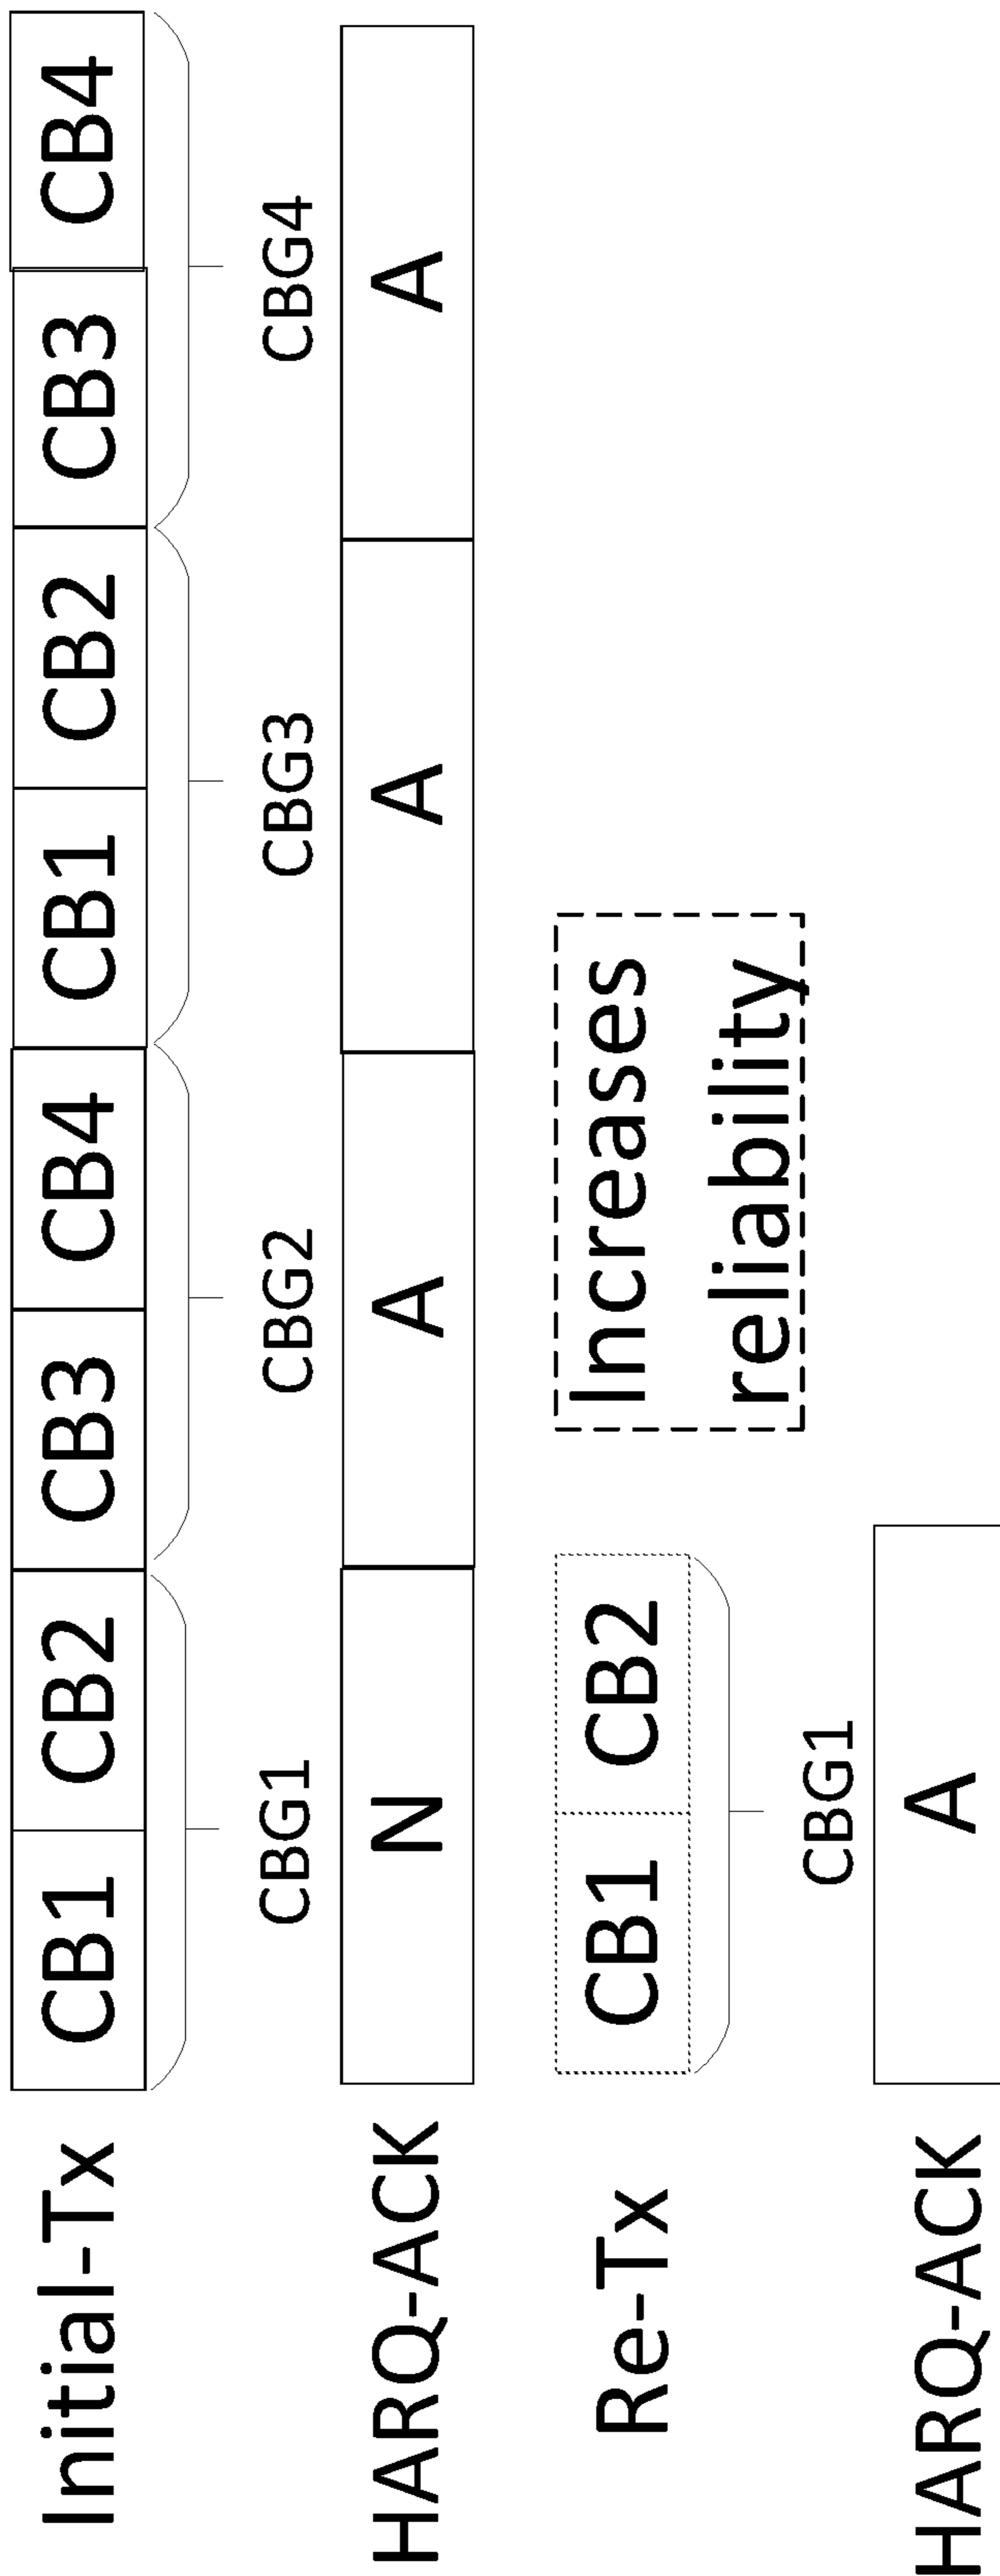 Initial-Tx CB1 CB2 CB3 CB4 CB1 CB2 CB3 CB4
CBG1 CBG2 CBG3 CBG4
HARQ-ACK N A A A
Re-Tx CB1 CB2 Increases
reliability
CBG1
HARQ-ACK A